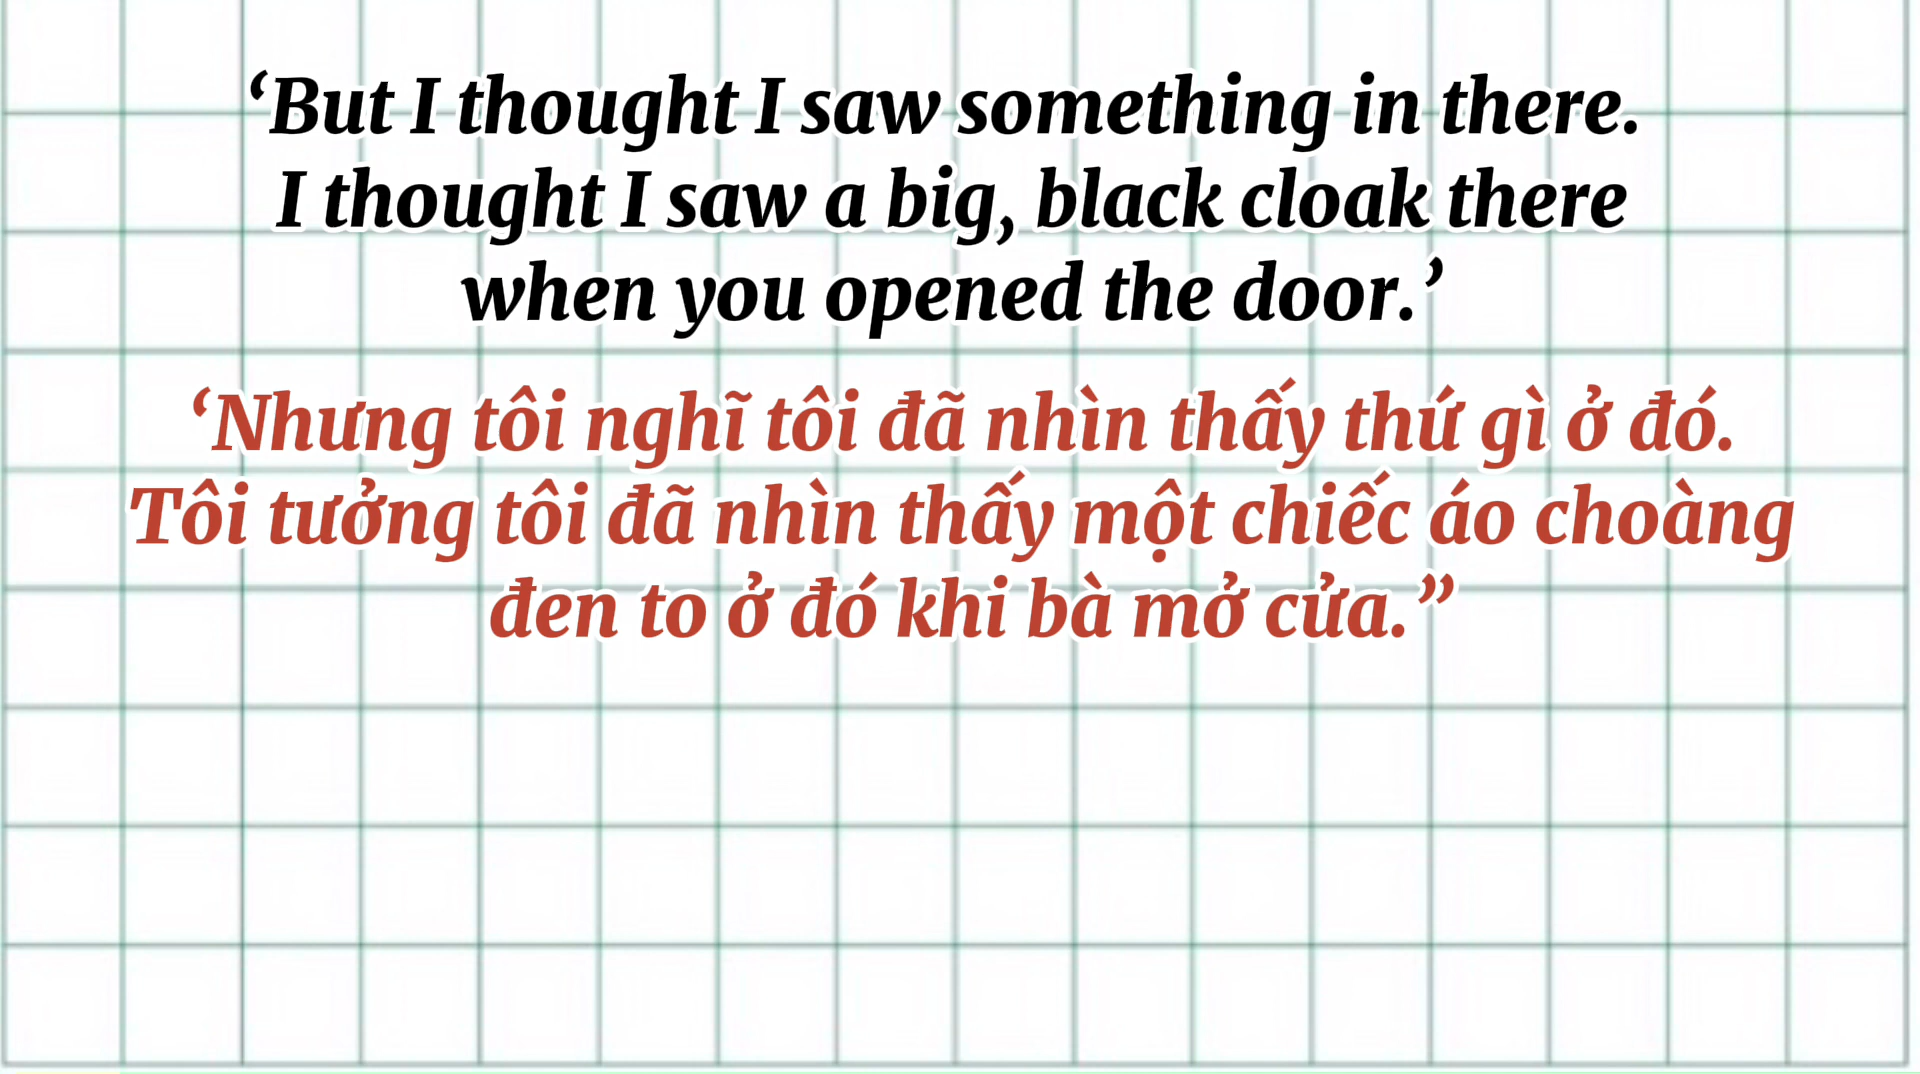 ‘But I thought I saw something in there.
I thought I saw a big, black cloak there
when you opened the door.’
‘Nhưng tôi nghĩ tôi đã nhìn thấy thứ gì ở đó.
Tôi tưởng tôi đã nhìn thấy một chiếc áo choàng
đen to ở đó khi bà mở cửa.”